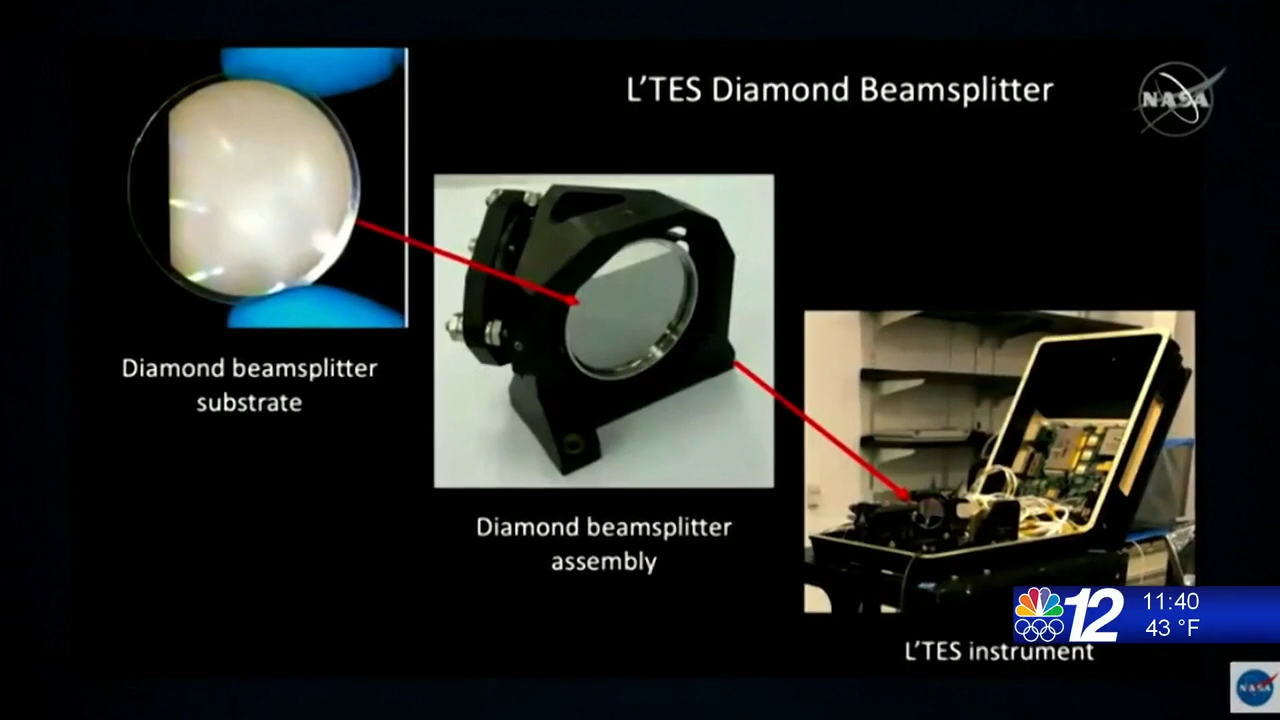 L'TES Diamond Beamsplitter
NASA
Diamond beamsplitter
substrate
Diamond beamsplitter
assembly
L'TES instrument
12
11:40
43 °F
NASA